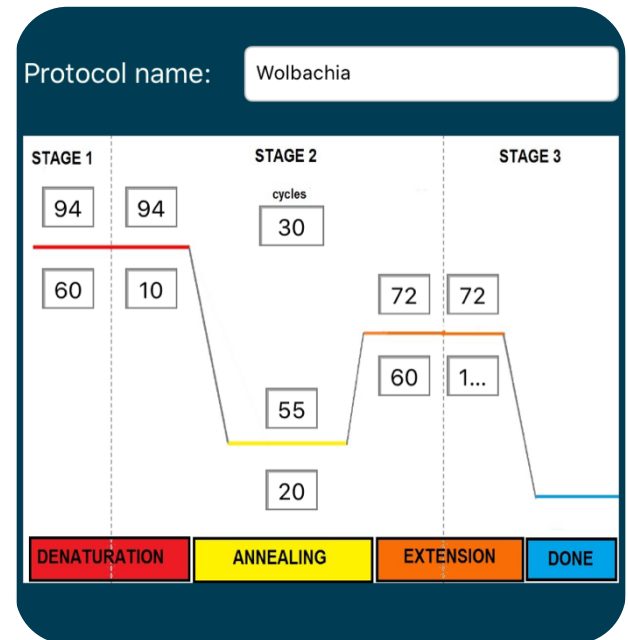 Protocol name: Wolbachia
STAGE 1 STAGE 2 STAGE 3
cycles
94 94 30
60 10 72 72
60 1...
55
20
DENATURATION ANNEALING EXTENSION DONE